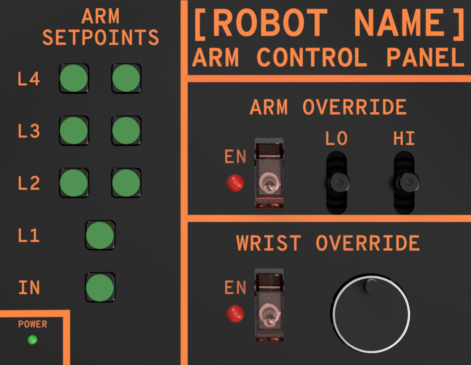 ARM
SETPOINTS
L4
L3
L2
L1
IN
POWER
[ROBOT NAME]
ARM CONTROL PANEL
ARM OVERRIDE
LO HI
EN
WRIST OVERRIDE
EN